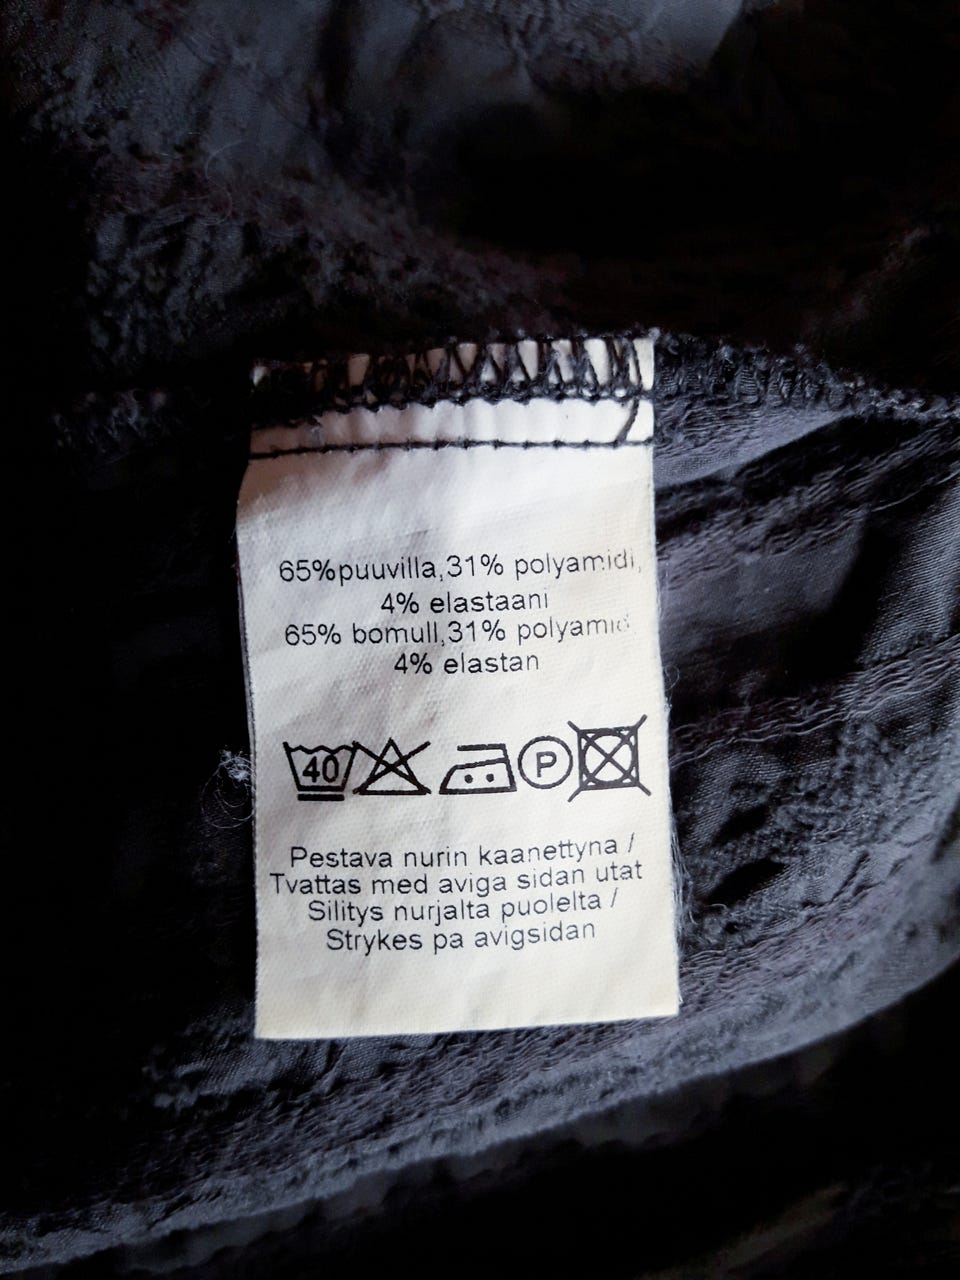 65%puuvilla,31% polyamidi,
4% elastaani
65% bomull,31% polyamid
4% elastan
40 P
Pestava nurin kaanettyna /
Tvattas med aviga sidan utat
Silitys nurjalta puolelta /
Strykes pa avigsidan